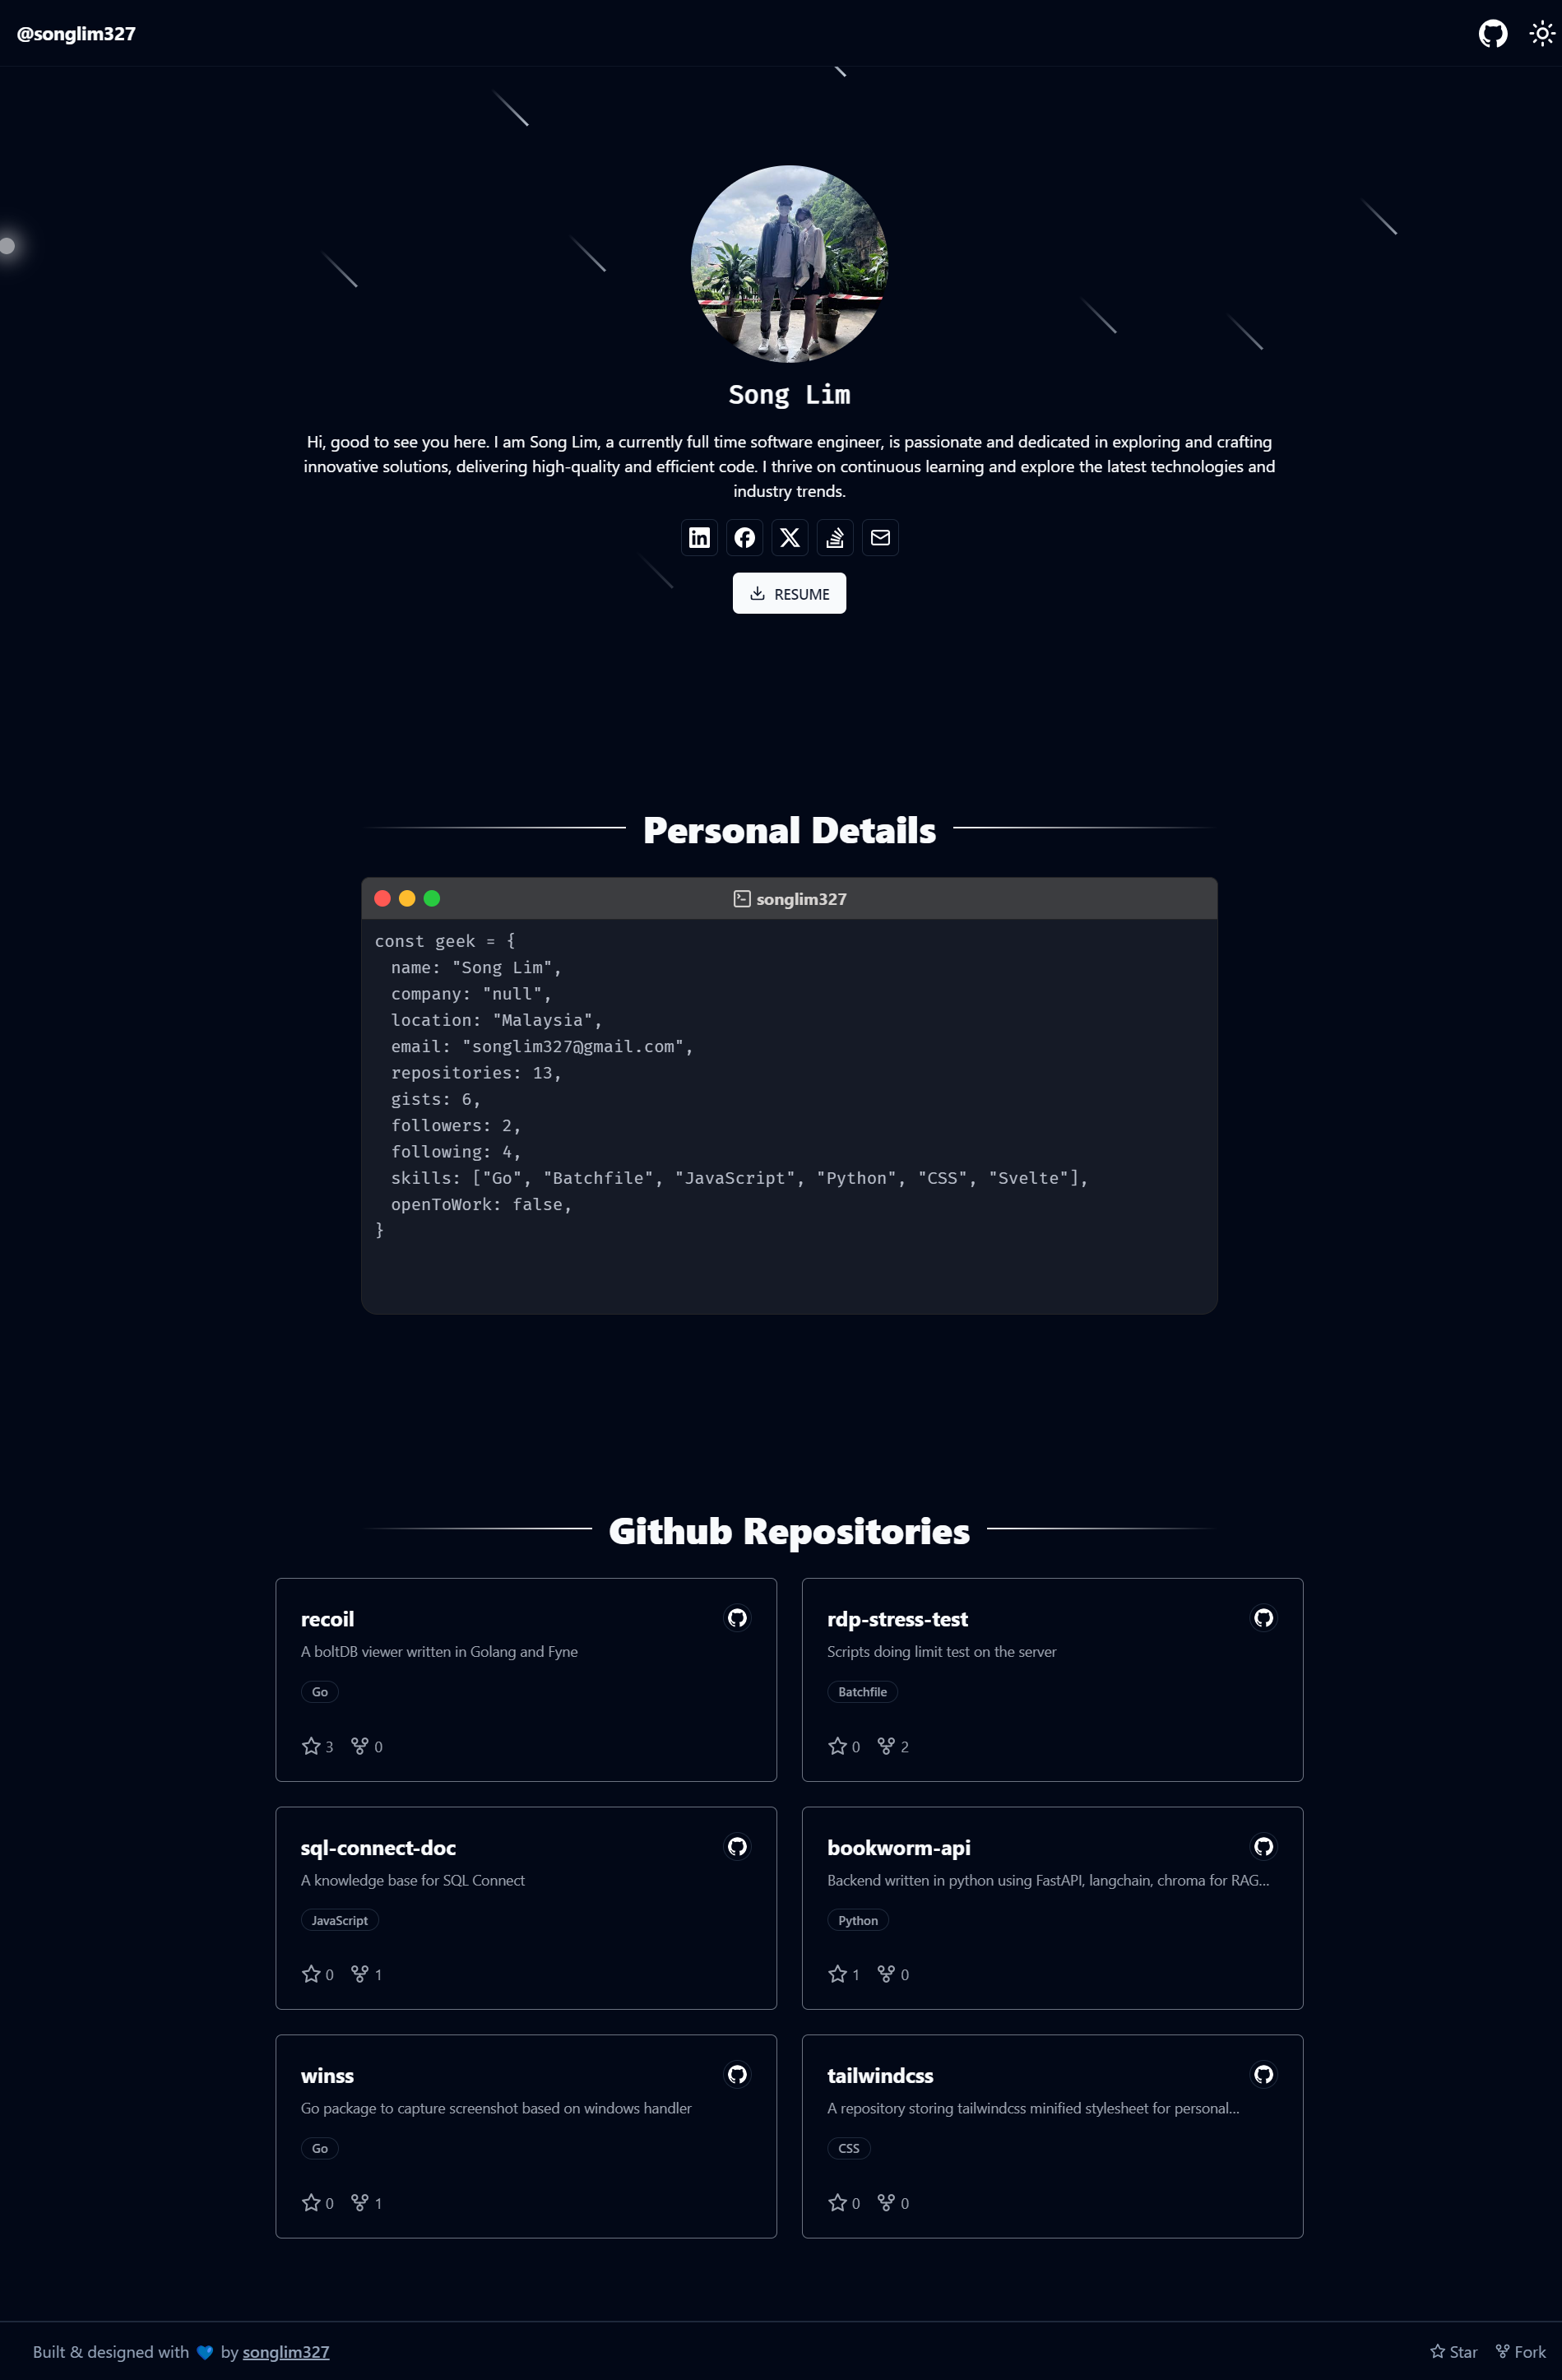 @songlim327
Song Lim
Hi, good to see you here. I am Song Lim, a currently full time software engineer, is passionate and dedicated in exploring and crafting
innovative solutions, delivering high-quality and efficient code. I thrive on continuous learning and explore the latest technologies and
industry trends.
RESUME
Personal Details
songlim327
const geek = {
name: "Song Lim",
company: "null",
location: "Malaysia",
email: "songlim327@gmail.com",
repositories: 13,
gists: 6,
followers: 2,
following: 4,
skills: ["Go", "Batchfile", "JavaScript", "Python", "CSS", "Svelte"],
openToWork: false,
}
Github Repositories
recoil
A boltDB viewer written in Golang and Fyne
Go
3 0
rdp-stress-test
Scripts doing limit test on the server
Batchfile
0 2
sql-connect-doc
A knowledge base for SQL Connect
JavaScript
0 1
bookworm-api
Backend written in python using FastAPI, langchain, chroma for RAG...
Python
1 0
winss
Go package to capture screenshot based on windows handler
Go
0 1
tailwindcss
A repository storing tailwindcss minified stylesheet for personal...
CSS
0 0
Built & designed with 💙 by songlim327
Star Fork